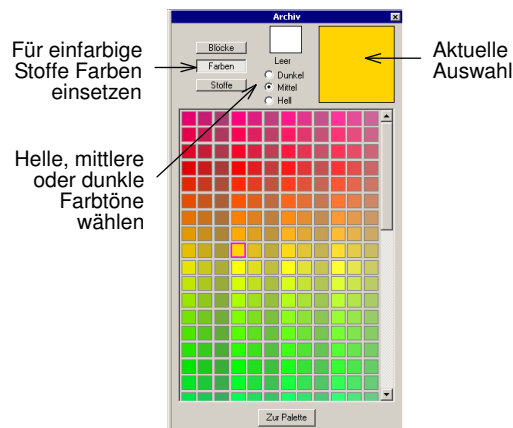 Archiv
Für einfarbige
Stoffe Farben
einsetzen
Blöcke
Farben
Stoffe
Leer
Dunkel
Mittel
Hell
Aktuelle
Auswahl
Helle, mittlere
oder dunkle
Farbtöne
wählen
Zur Palette